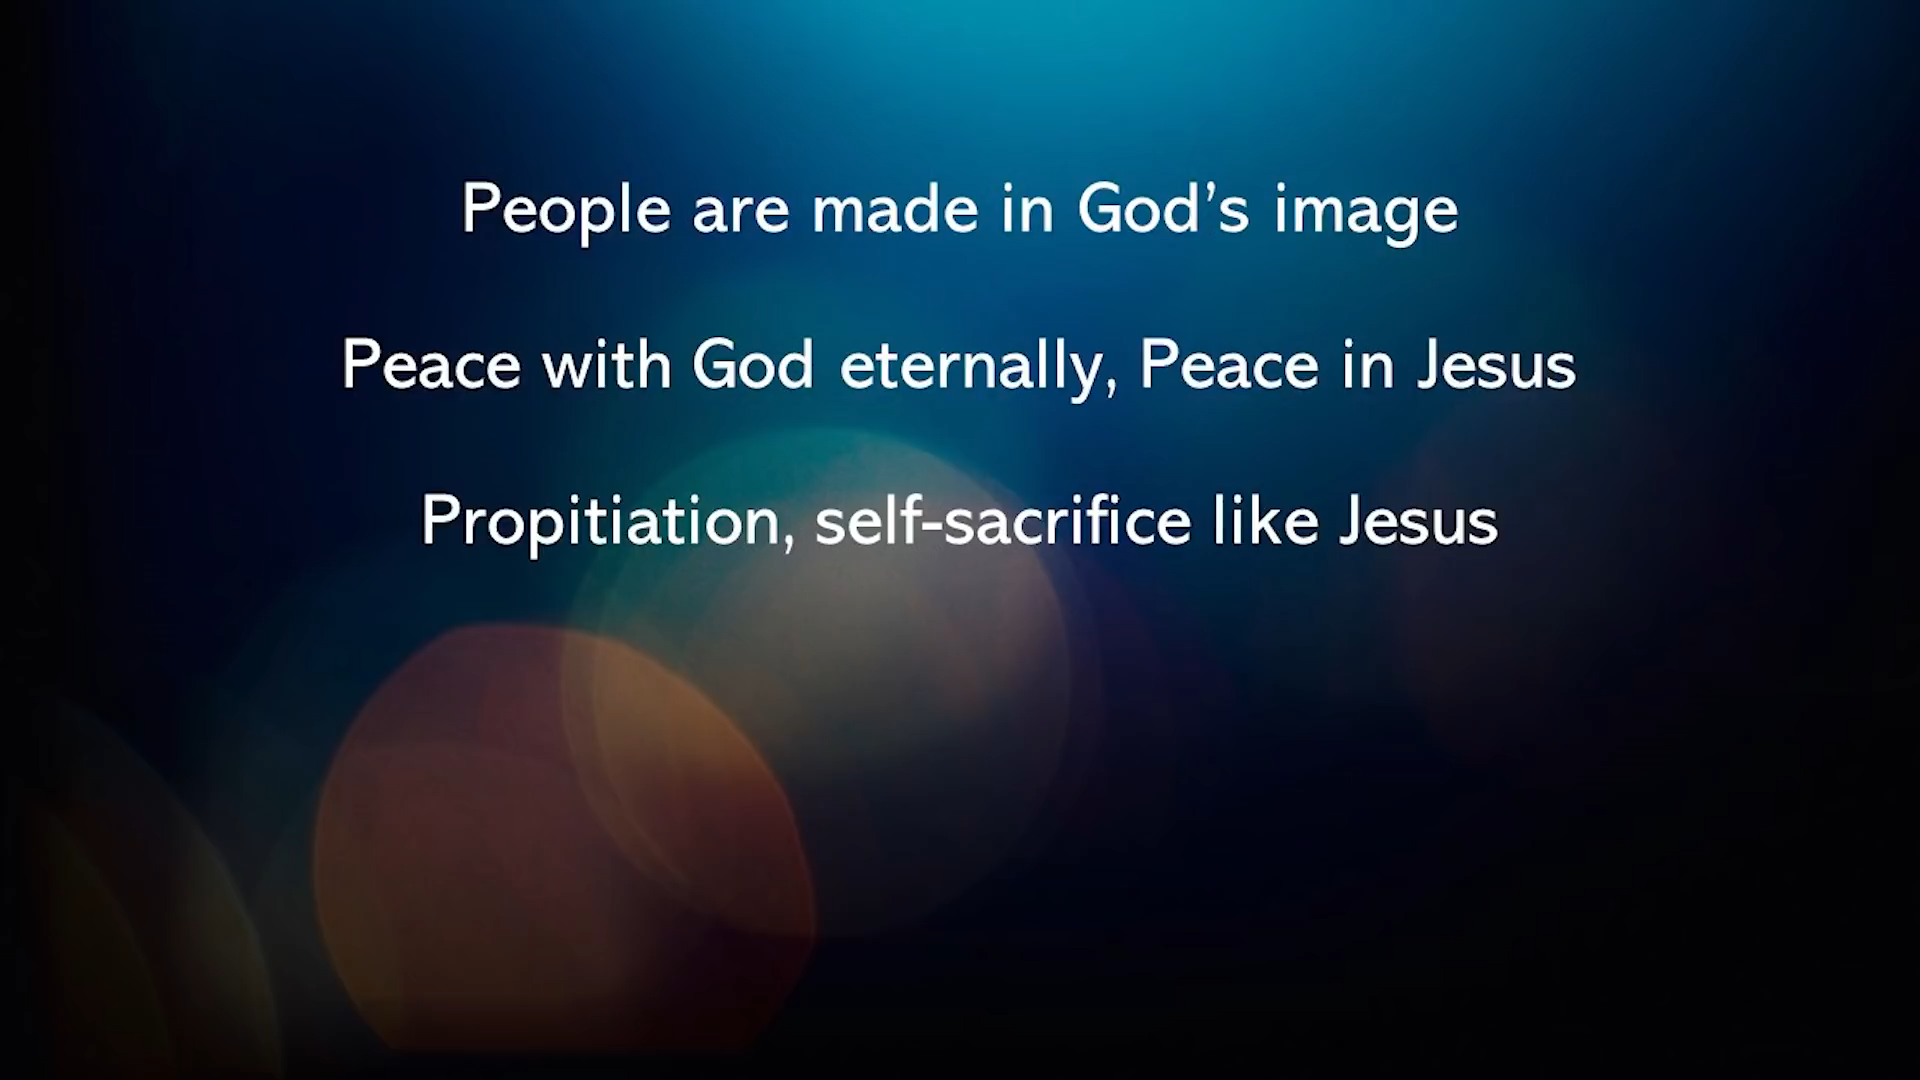 People are made in God’s image
Peace with God eternally, Peace in Jesus
Propitiation, self-sacrifice like Jesus